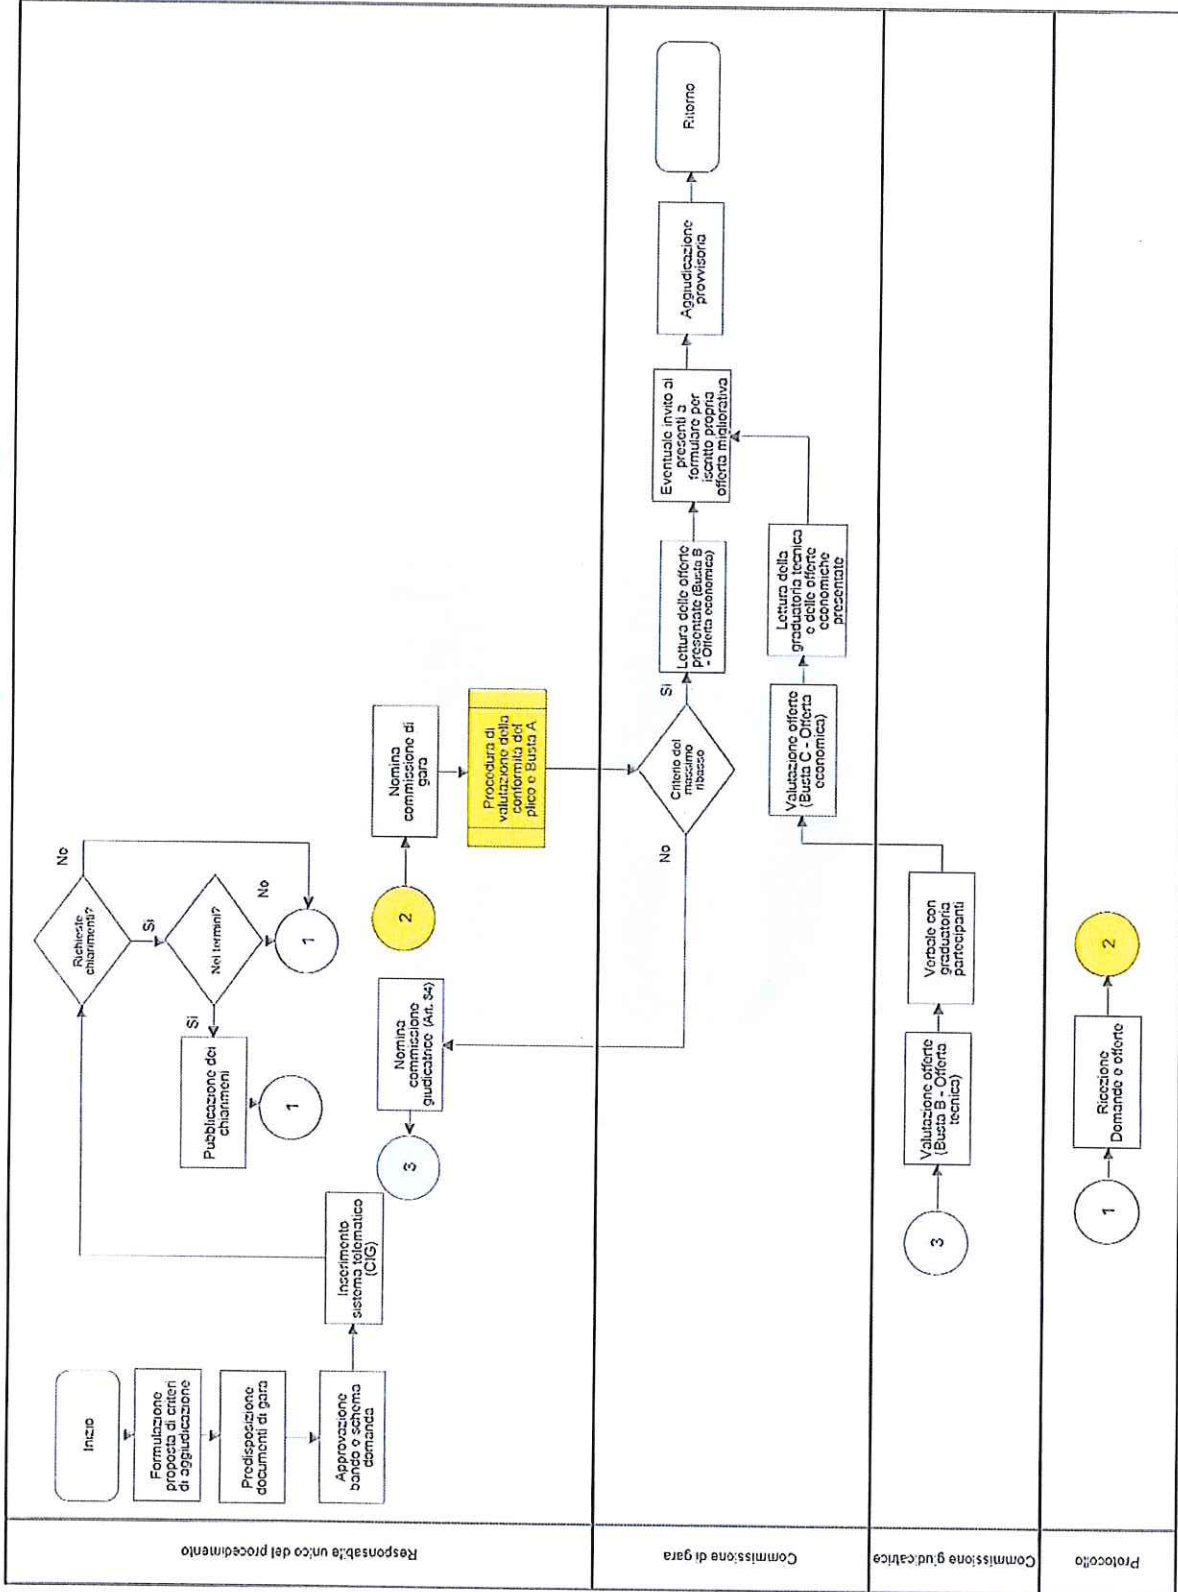 Responsabile unico del procedimento
Inizio
Formulazione
proposta di criteri
di aggiudicazione
Predisposizione
documenti di gara
Approvazione
bando e schema
domanda
Inserimento
sistema telematico
(CIG)
Richieste
chiarimenti?
No
Si
Nei termini?
No
Si
1
Pubblicazione dei
chiarimeni
1
2
Nomina
commissione di
gara
Procedura di
valutazione della
conformità del
plico e Busta A
Nomina
commissione
giudicatrice (Art. 84)
3
Commissione di gara
Criterio del
massimo
ribasso
No
Si
Lettura delle offerte
presentate (Busta B
- Offerta economica)
Eventuale invito ai
presenti a
formulare per
iscritto propria
offerta migliorativa
Aggiudicazione
provvisoria
Ritorno
Valutazione offerte
(Busta C - Offerta
economica)
Lettura della
graduatoria tecnica
e delle offerte
economiche
presentate
Commissione giudicatrice
3
Valutazione offerte
(Busta B - Offerta
tecnica)
Verbale con
graduatoria
partecipanti
Protocollo
1
Ricezione
Domande e offerte
2